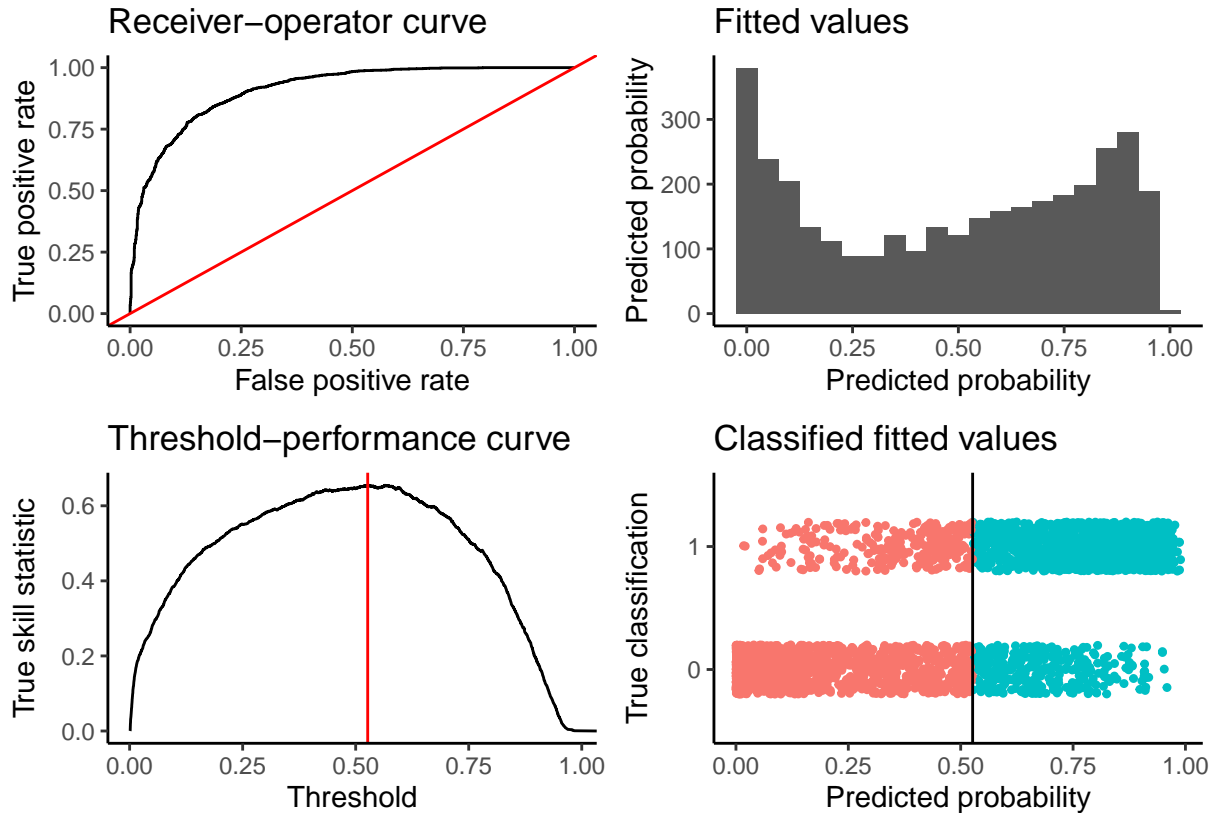 Receiver−operator curve
True positive rate
1.00
0.75
0.50
0.25
0.00
0.00 0.25 0.50 0.75 1.00
False positive rate
Fitted values
Predicted probability
300
200
100
0
0.00 0.25 0.50 0.75 1.00
Predicted probability
Threshold−performance curve
True skill statistic
0.6
0.4
0.2
0.0
0.00 0.25 0.50 0.75 1.00
Threshold
Classified fitted values
True classification
1
0
0.00 0.25 0.50 0.75 1.00
Predicted probability